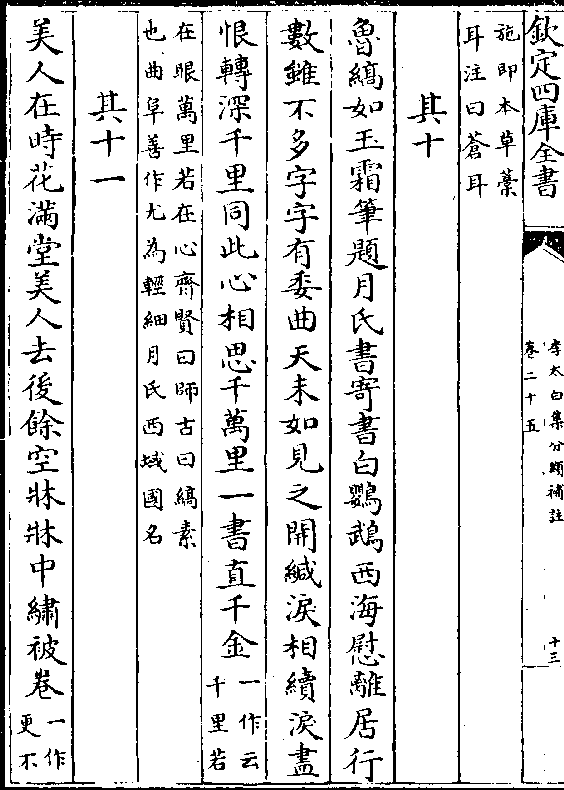 欽定四庫全書
李太白集分類補註
卷二十五
十三
施即本草藁
耳注曰蒼耳
其十
魯縞如玉霜筆題月氏書寄書白鸚鵡西海慰離居行
數雖不多字字有委曲天末如見之開緘淚相續淚盡
恨轉深千里同此心相思千萬里一書直千金一作云
千里若
在眼萬里若在心齊賢曰師古曰縞素
也曲阜善作尤為輕細月氏西域國名
其十一
美人在時花滿堂美人去後餘空牀牀中繡被卷一作
更不